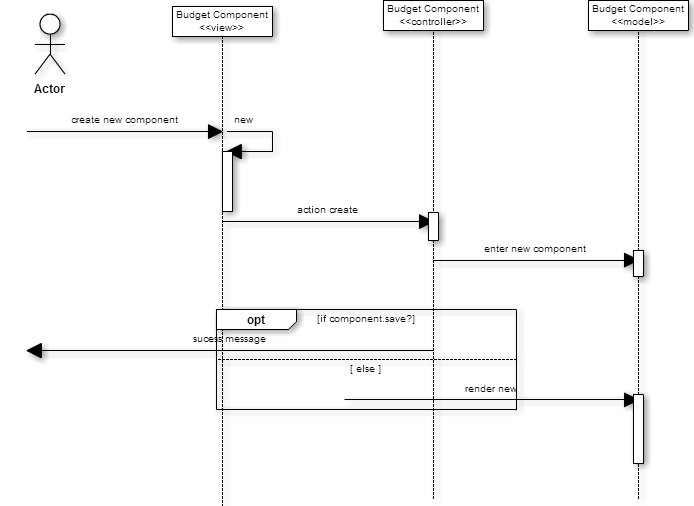 Budget Component
<<view>>
Budget Component
<<controller>>
Budget Component
<<model>>
Actor
create new component
new
action create
enter new component
opt
[if component.save?]
sucess message
[ else ]
render new